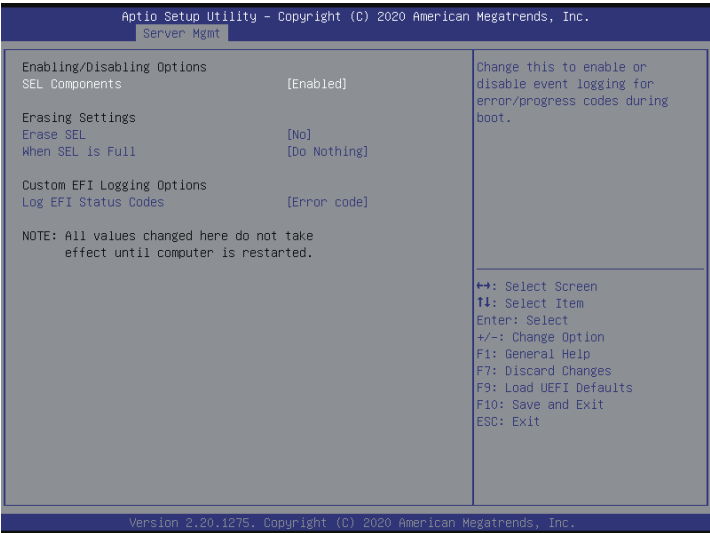 Aptio Setup Utility – Copyright (C) 2020 American Megatrends, Inc.
Server Mgmt
Enabling/Disabling Options
SEL Components [Enabled]
Erasing Settings
Erase SEL [No]
When SEL is Full [Do Nothing]
Custom EFI Logging Options
Log EFI Status Codes [Error code]
NOTE: All values changed here do not take
effect until computer is restarted.
Change this to enable or
disable event logging for
error/progress codes during
boot.
↔: Select Screen
↑↓: Select Item
Enter: Select
+/-: Change Option
F1: General Help
F7: Discard Changes
F9: Load UEFI Defaults
F10: Save and Exit
ESC: Exit
Version 2.20.1275. Copyright (C) 2020 American Megatrends, Inc.